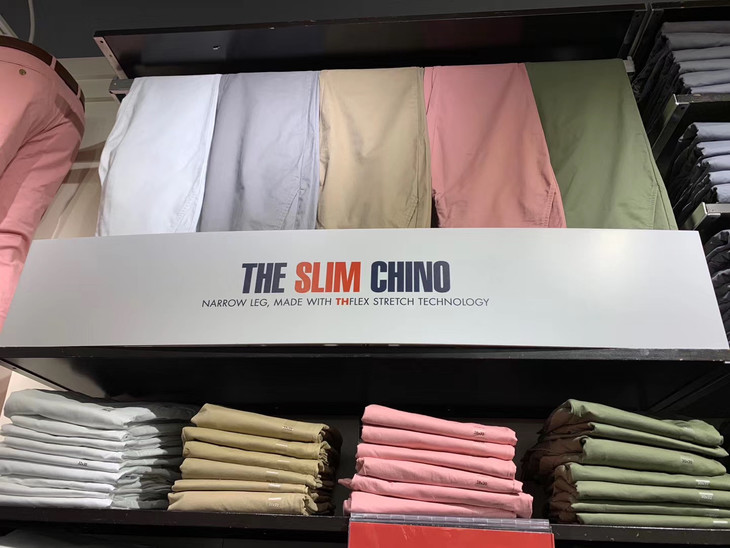 THE SLIM CHINO
NARROW LEG, MADE WITH THFLEX STRETCH TECHNOLOGY